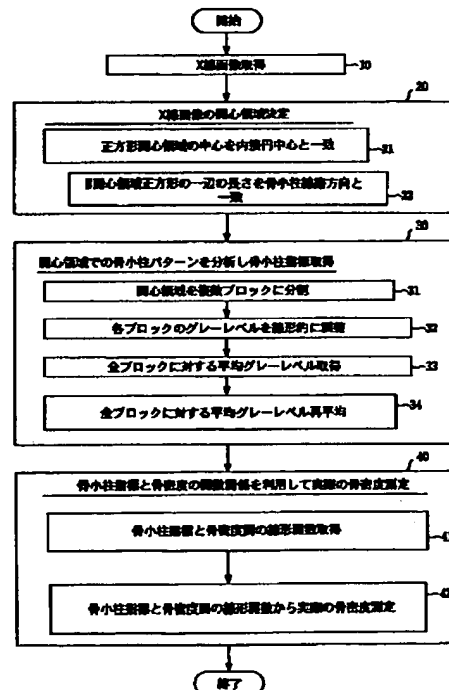 開始
X線画像取得
10
20
X線画像の関心領域決定
正方形関心領域の中心を内接円中心と一致
21
関心領域正方形の一辺の長さを骨小柱線維方向と
一致
22
30
関心領域での骨小柱パターンを分析し骨小柱指標取得
関心領域を複数ブロックに分割
31
各ブロックのグレーレベルを線形的に調整
32
全ブロックに対する平均グレーレベル取得
33
全ブロックに対する平均グレーレベル再平均
34
40
骨小柱指標と骨密度の関数関係を利用して実際の骨密度測定
骨小柱指標と骨密度間の線形関数取得
41
骨小柱指標と骨密度間の線形関数から実際の骨密度測定
42
終了